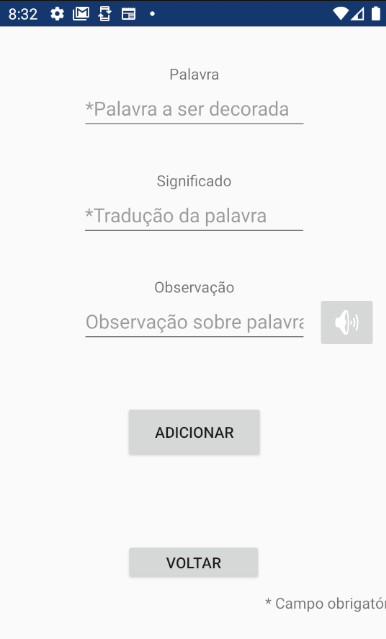 8:32
Palavra
*Palavra a ser decorada
Significado
*Tradução da palavra
Observação
Observação sobre palavra
ADICIONAR
VOLTAR
* Campo obrigatór